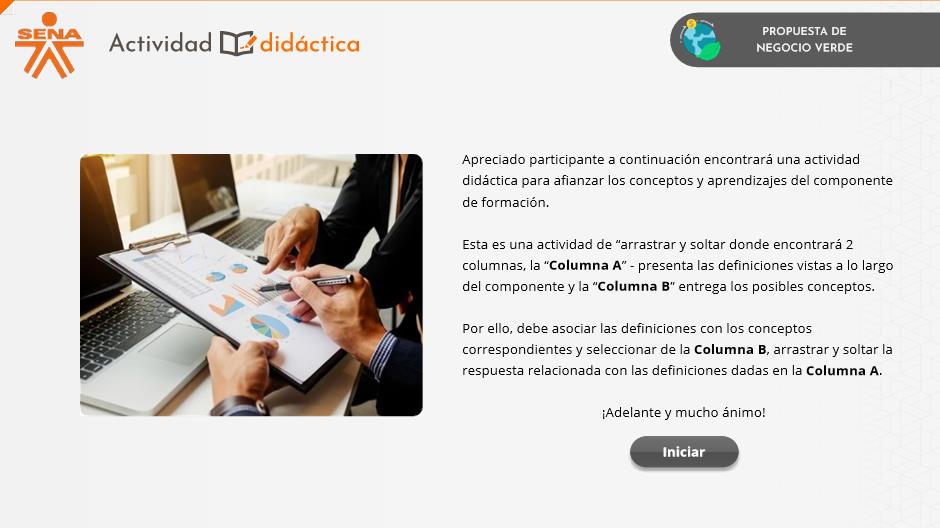 SENA
Actividad didáctica
PROPUESTA DE
NEGOCIO VERDE
Apreciado participante a continuación encontrará una actividad
didáctica para afianzar los conceptos y aprendizajes del componente
de formación.
Esta es una actividad de “arrastrar y soltar donde encontrará 2
columnas, la “Columna A” - presenta las definiciones vistas a lo largo
del componente y la “Columna B” entrega los posibles conceptos.
Por ello, debe asociar las definiciones con los conceptos
correspondientes y seleccionar de la Columna B, arrastrar y soltar la
respuesta relacionada con las definiciones dadas en la Columna A.
¡Adelante y mucho ánimo!
Iniciar